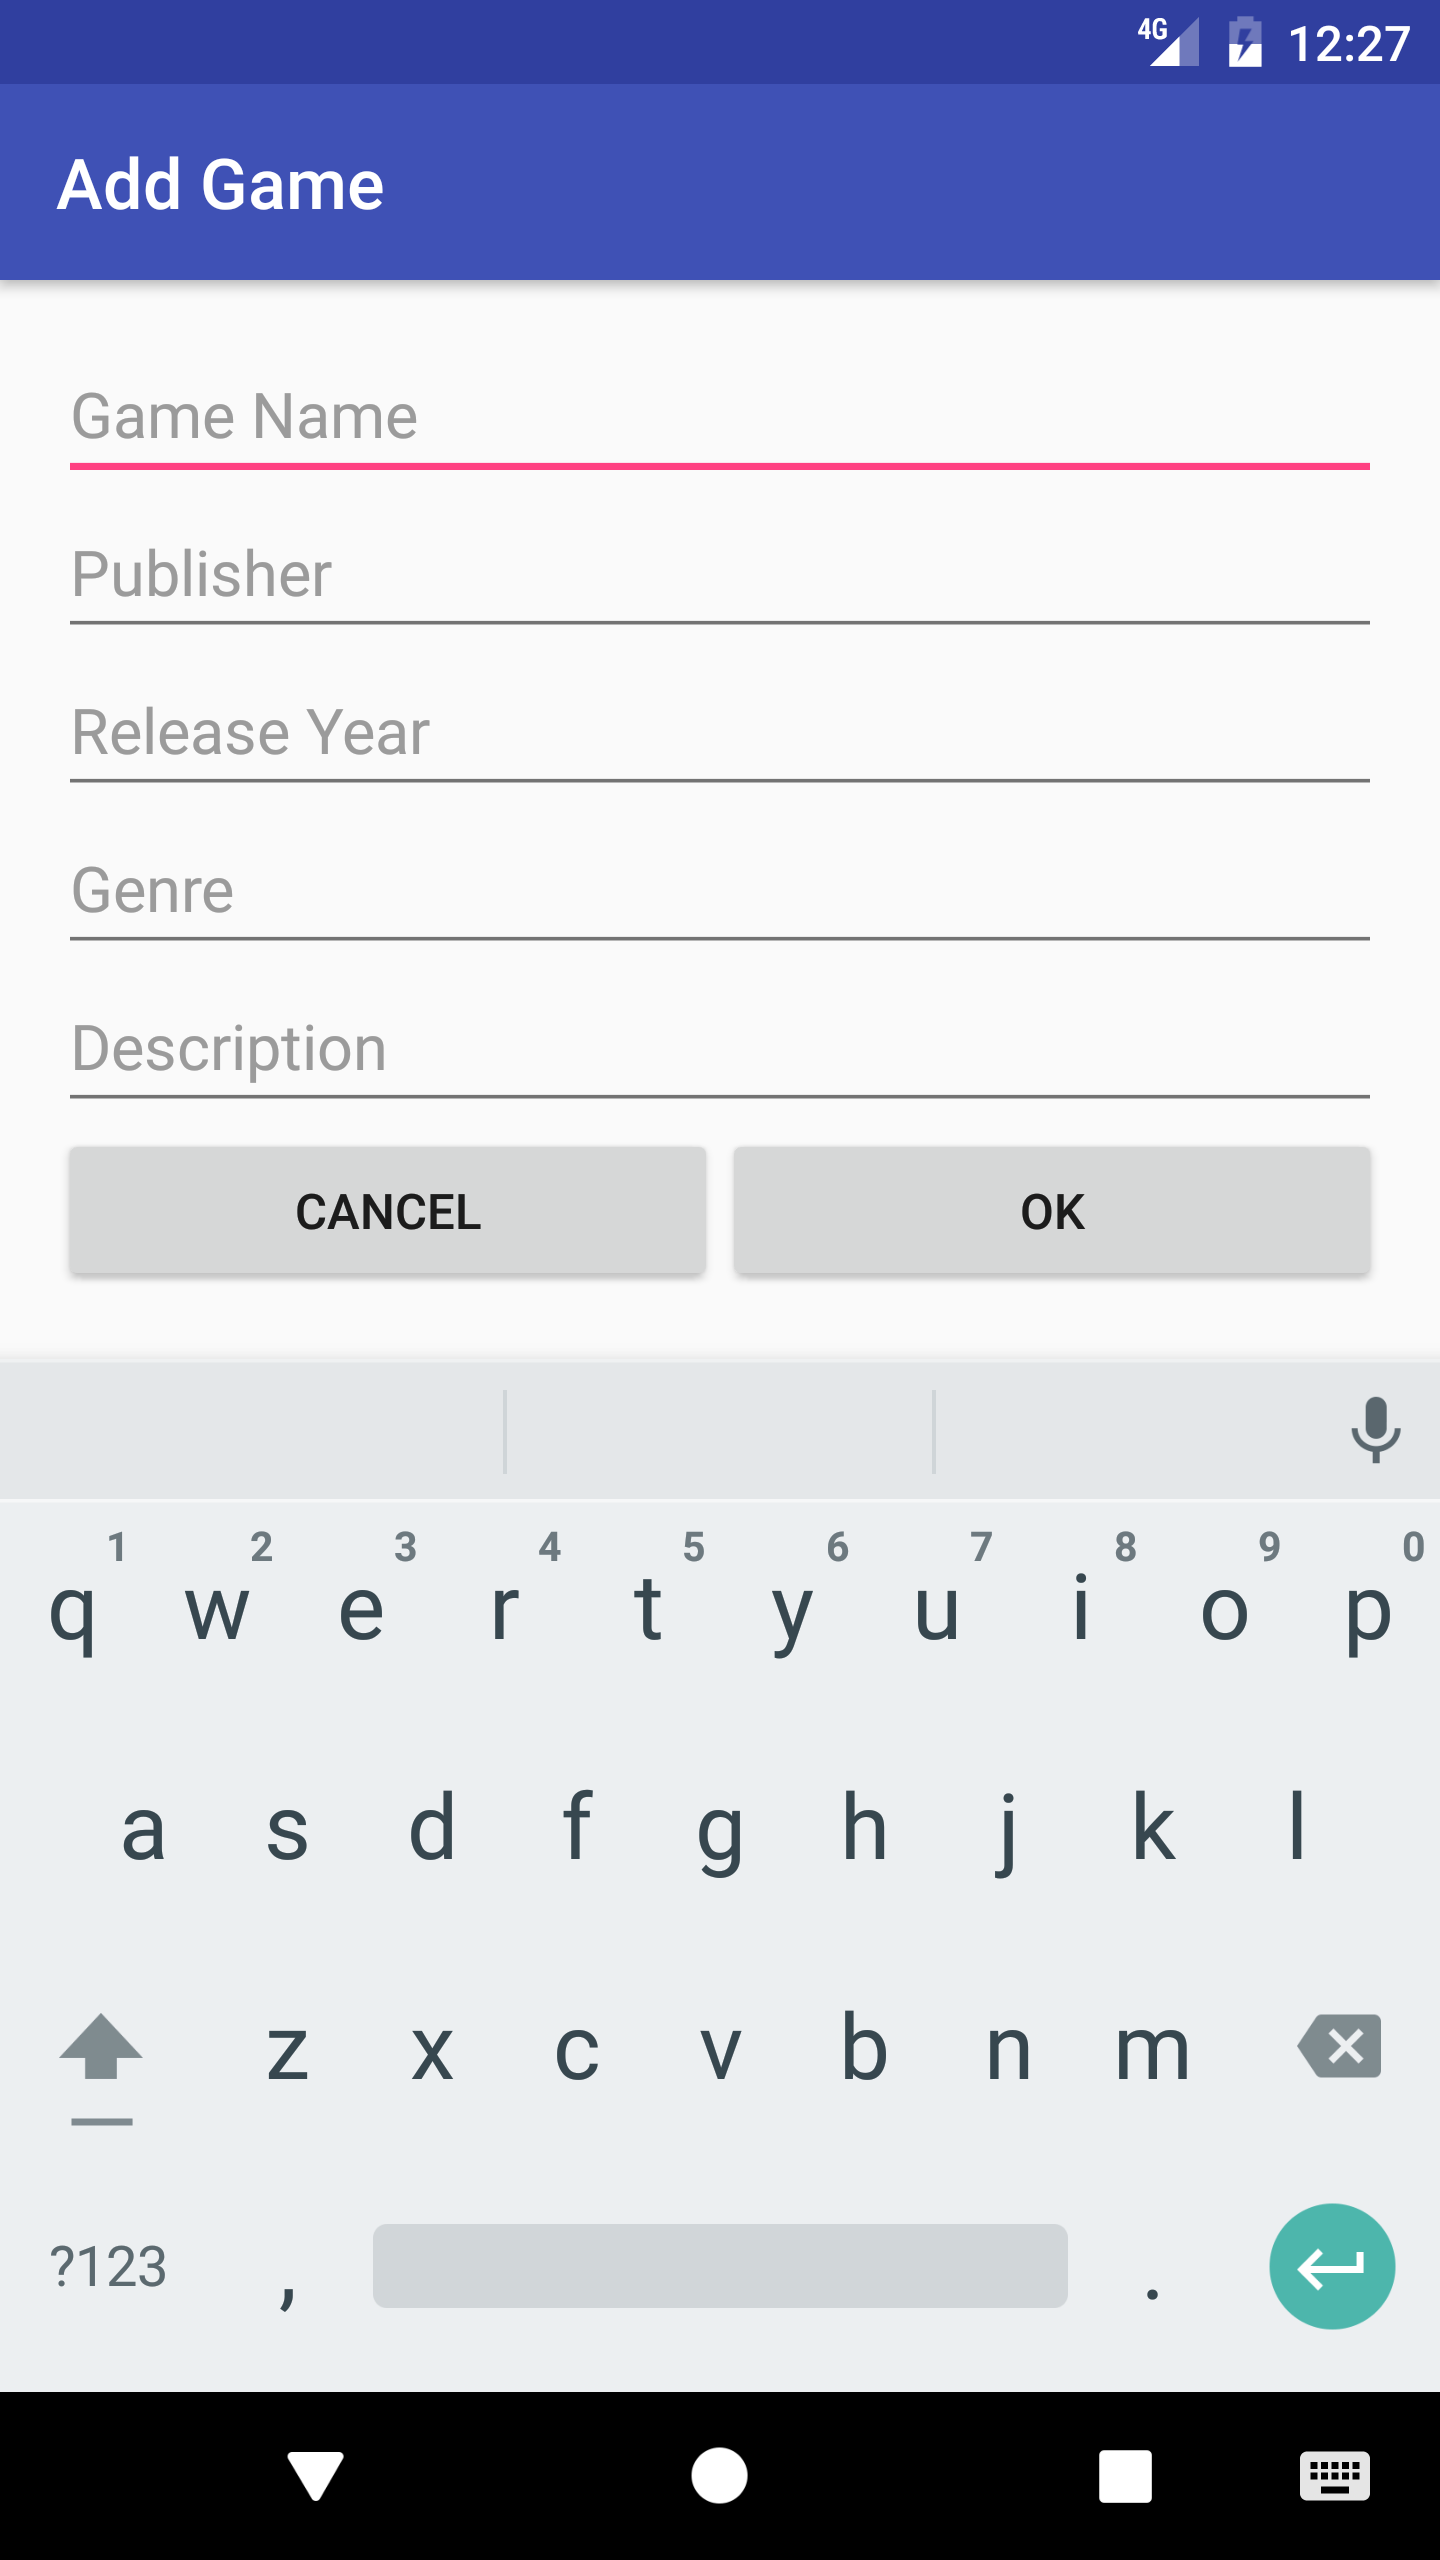 4G 12:27
Add Game
Game Name
Publisher
Release Year
Genre
Description
CANCEL OK
1 2 3 4 5 6 7 8 9 0
q w e r t y u i o p
a s d f g h j k l
z x c v b n m
?123 , .